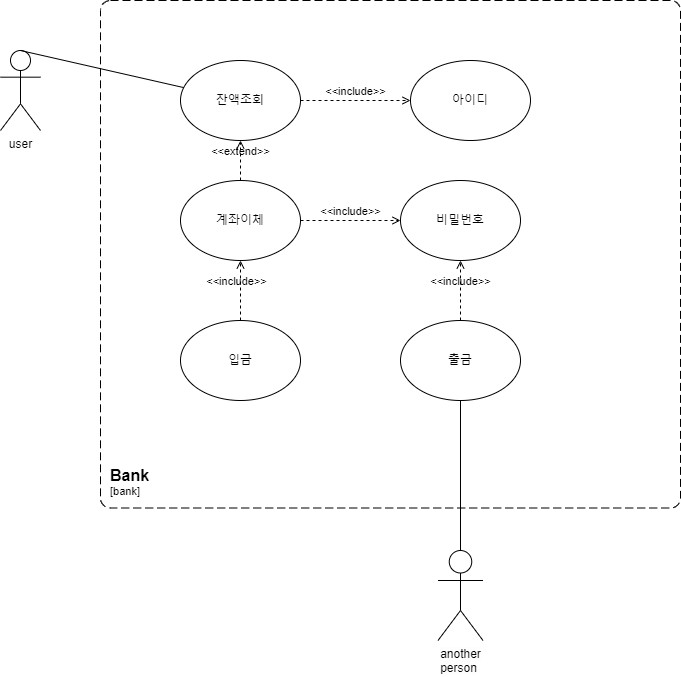 잔액조회
<<include>>
아이디
user
<<extend>>
계좌이체
<<include>>
비밀번호
<<include>>
<<include>>
입금
출금
Bank
[bank]
another
person